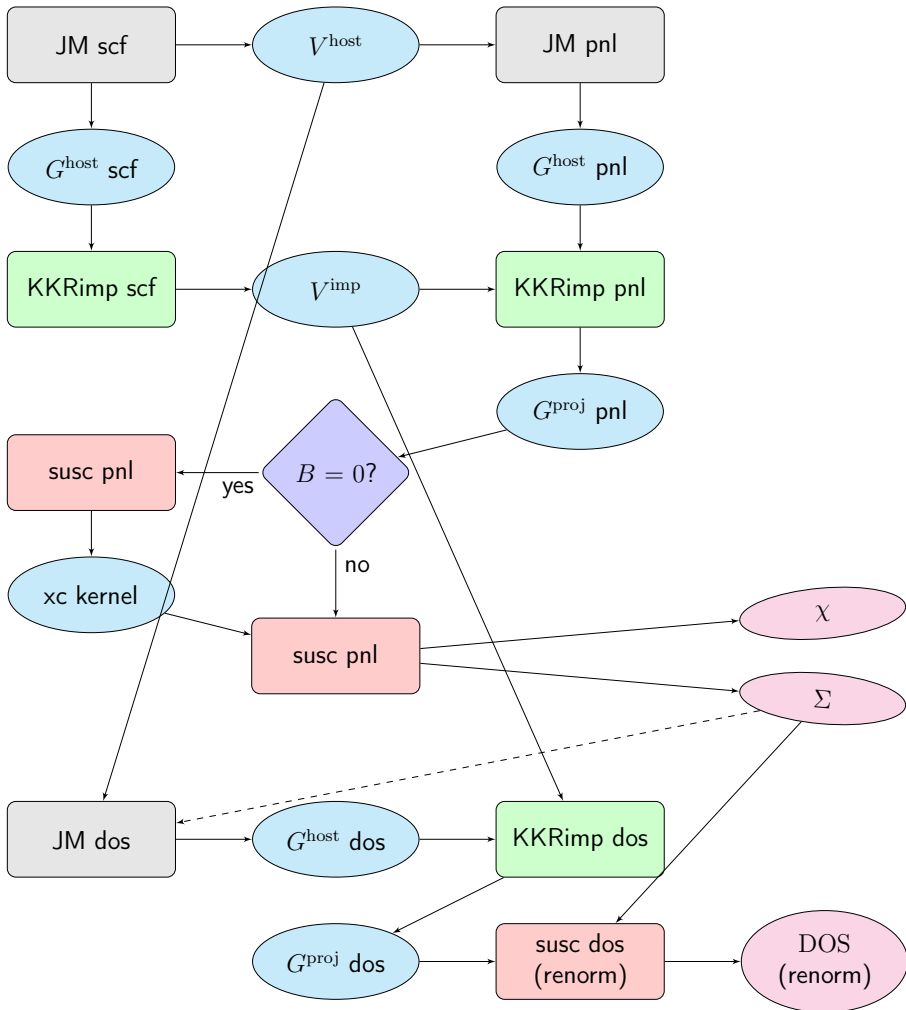 JM scf
V^host
JM pnl
G^host scf
G^host pnl
KKRimp scf
V^imp
KKRimp pnl
G^proj pnl
susc pnl
yes
B = 0?
no
xc kernel
susc pnl
χ
Σ
JM dos
G^host dos
KKRimp dos
G^proj dos
susc dos
(renorm)
DOS
(renorm)